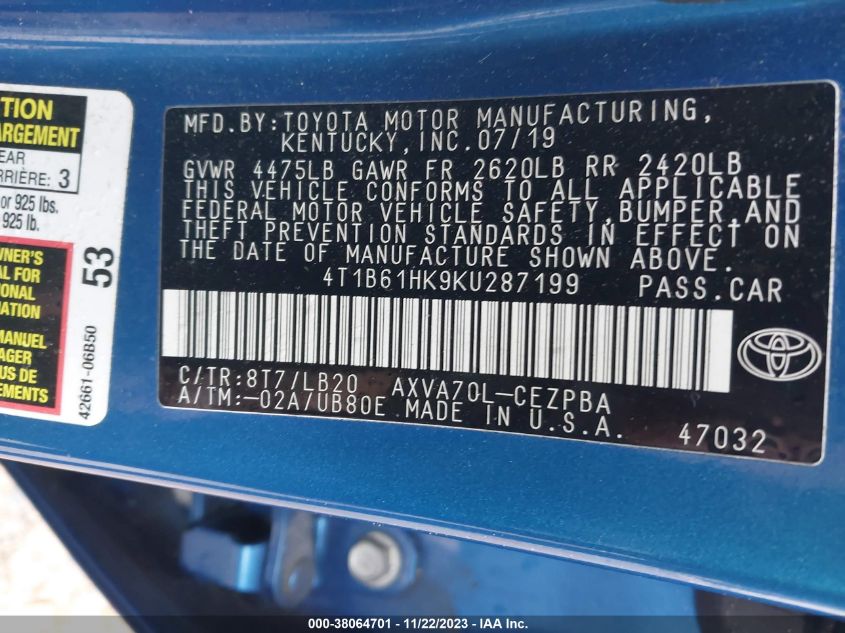 TION
ARGEMENT
EAR
RRIÈRE: 3
or 925 lbs.
925 lb.
WNER'S
AL FOR
IONAL
MATION
MANUEL
AGER
US DE
EMENTS
53
42661-06B50
MFD.BY:TOYOTA MOTOR MANUFACTURING,
KENTUCKY,INC.07/19
GVWR 4475LB GAWR FR 2620LB RR 2420LB
THIS VEHICLE CONFORMS TO ALL APPLICABLE
FEDERAL MOTOR VEHICLE SAFETY,BUMPER,AND
THEFT PREVENTION STANDARDS IN EFFECT ON
THE DATE OF MANUFACTURE SHOWN ABOVE.
4T1B61HK9KU287199 PASS.CAR
C/TR:8T7/LB20 AXVA70L-CEZPBA
A/TM:-02A/UB80E MADE IN U.S.A.
47032
000-38064701 - 11/22/2023 - IAA Inc.